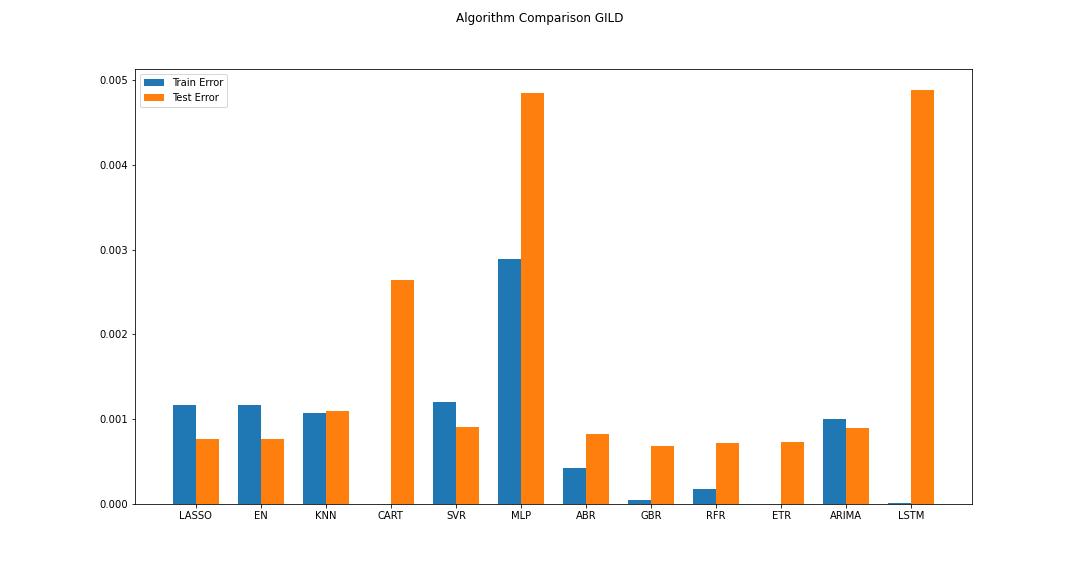 Algorithm Comparison GILD
Train Error
Test Error
0.005
0.004
0.003
0.002
0.001
0.000
LASSO EN KNN CART SVR MLP ABR GBR RFR ETR ARIMA LSTM